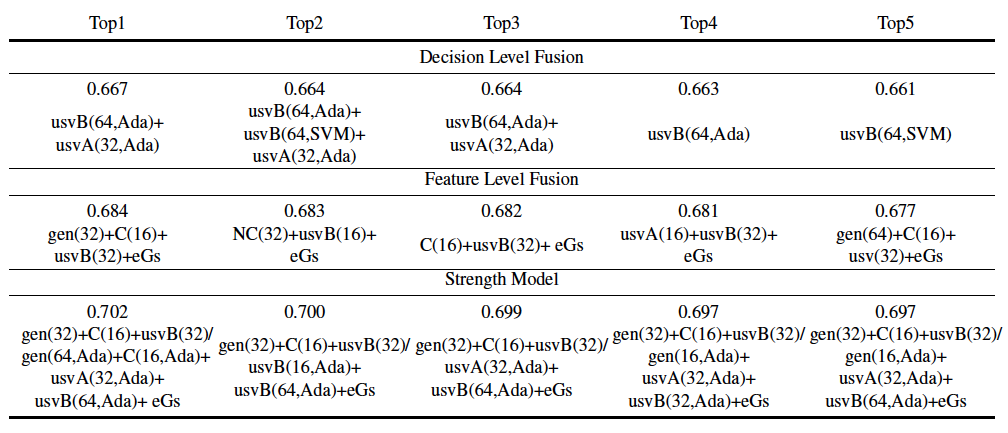 Top1 Top2 Top3 Top4 Top5
Decision Level Fusion
0.667 0.664 0.664 0.663 0.661
usvB(64,Ada)+
usvA(32,Ada)
usvB(64,Ada)+
usvB(64,SVM)+
usvA(32,Ada)
usvB(64,Ada)+
usvA(32,Ada)
usvB(64,Ada)
usvB(64,SVM)
Feature Level Fusion
0.684 0.683 0.682 0.681 0.677
gen(32)+C(16)+
usvB(32)+eGs
NC(32)+usvB(16)+
eGs
C(16)+usvB(32)+ eGs
usvA(16)+usvB(32)+
eGs
gen(64)+C(16)+
usv(32)+eGs
Strength Model
0.702 0.700 0.699 0.697 0.697
gen(32)+C(16)+usvB(32)/
gen(64,Ada)+C(16,Ada)+
usvA(32,Ada)+
usvB(64,Ada)+ eGs
gen(32)+C(16)+usvB(32)/
usvB(16,Ada)+
usvB(64,Ada)+eGs
gen(32)+C(16)+usvB(32)/
usvA(32,Ada)+
usvB(64,Ada)+eGs
gen(32)+C(16)+usvB(32)/
gen(16,Ada)+
usvA(32,Ada)+
usvB(32,Ada)+eGs
gen(32)+C(16)+usvB(32)/
gen(16,Ada)+
usvA(32,Ada)+
usvB(64,Ada)+eGs